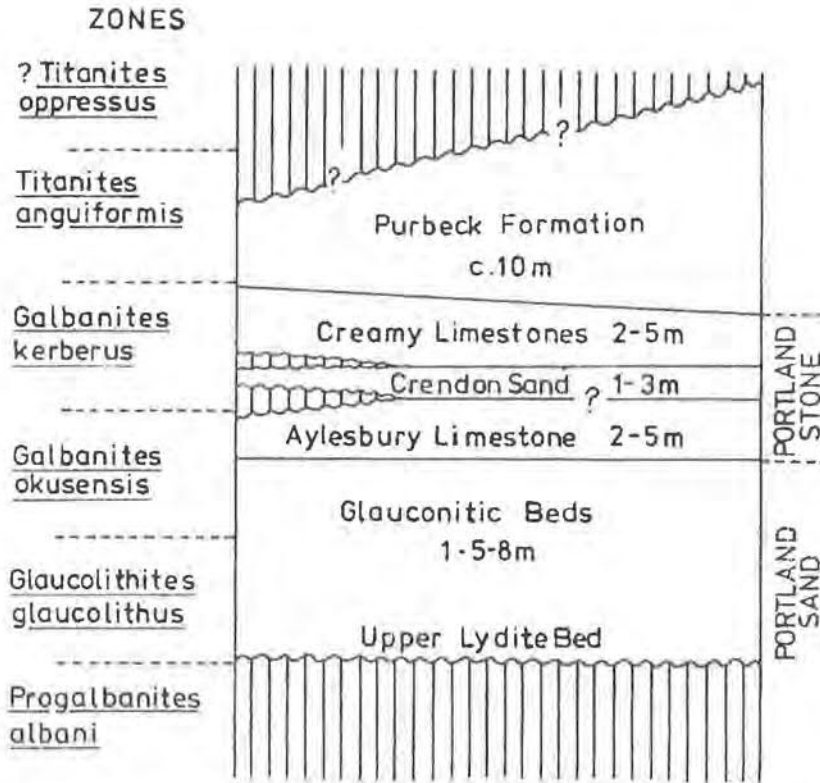 ZONES
? Titanites
oppressus
Titanites
anguiformis
Galbanites
kerberus
Galbanites
okusensis
Glaucolithites
glaucolithus
Progalbanites
albani
?
?
Purbeck Formation
c.10m
Creamy Limestones 2-5m
Crendon Sand ? 1-3m
Aylesbury Limestone 2-5m
Glauconitic Beds
1·5-8m
Upper Lydite Bed
PORTLAND
STONE
PORTLAND
SAND